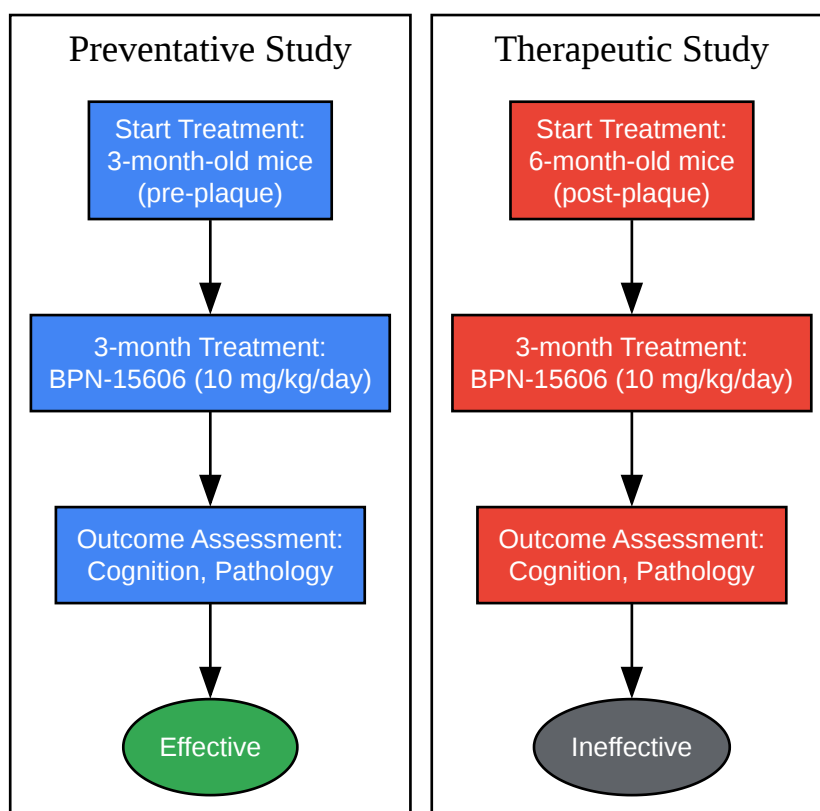 Preventative Study
Start Treatment:
3-month-old mice
(pre-plaque)
3-month Treatment:
BPN-15606 (10 mg/kg/day)
Outcome Assessment:
Cognition, Pathology
Effective
Therapeutic Study
Start Treatment:
6-month-old mice
(post-plaque)
3-month Treatment:
BPN-15606 (10 mg/kg/day)
Outcome Assessment:
Cognition, Pathology
Ineffective